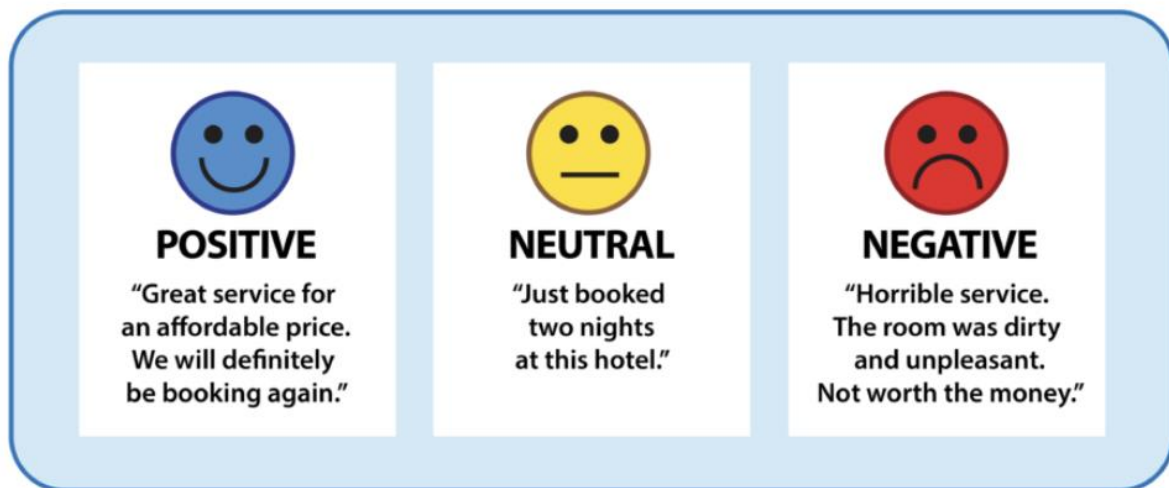 POSITIVE
“Great service for
an affordable price.
We will definitely
be booking again.”
NEUTRAL
“Just booked
two nights
at this hotel.”
NEGATIVE
“Horrible service.
The room was dirty
and unpleasant.
Not worth the money.”